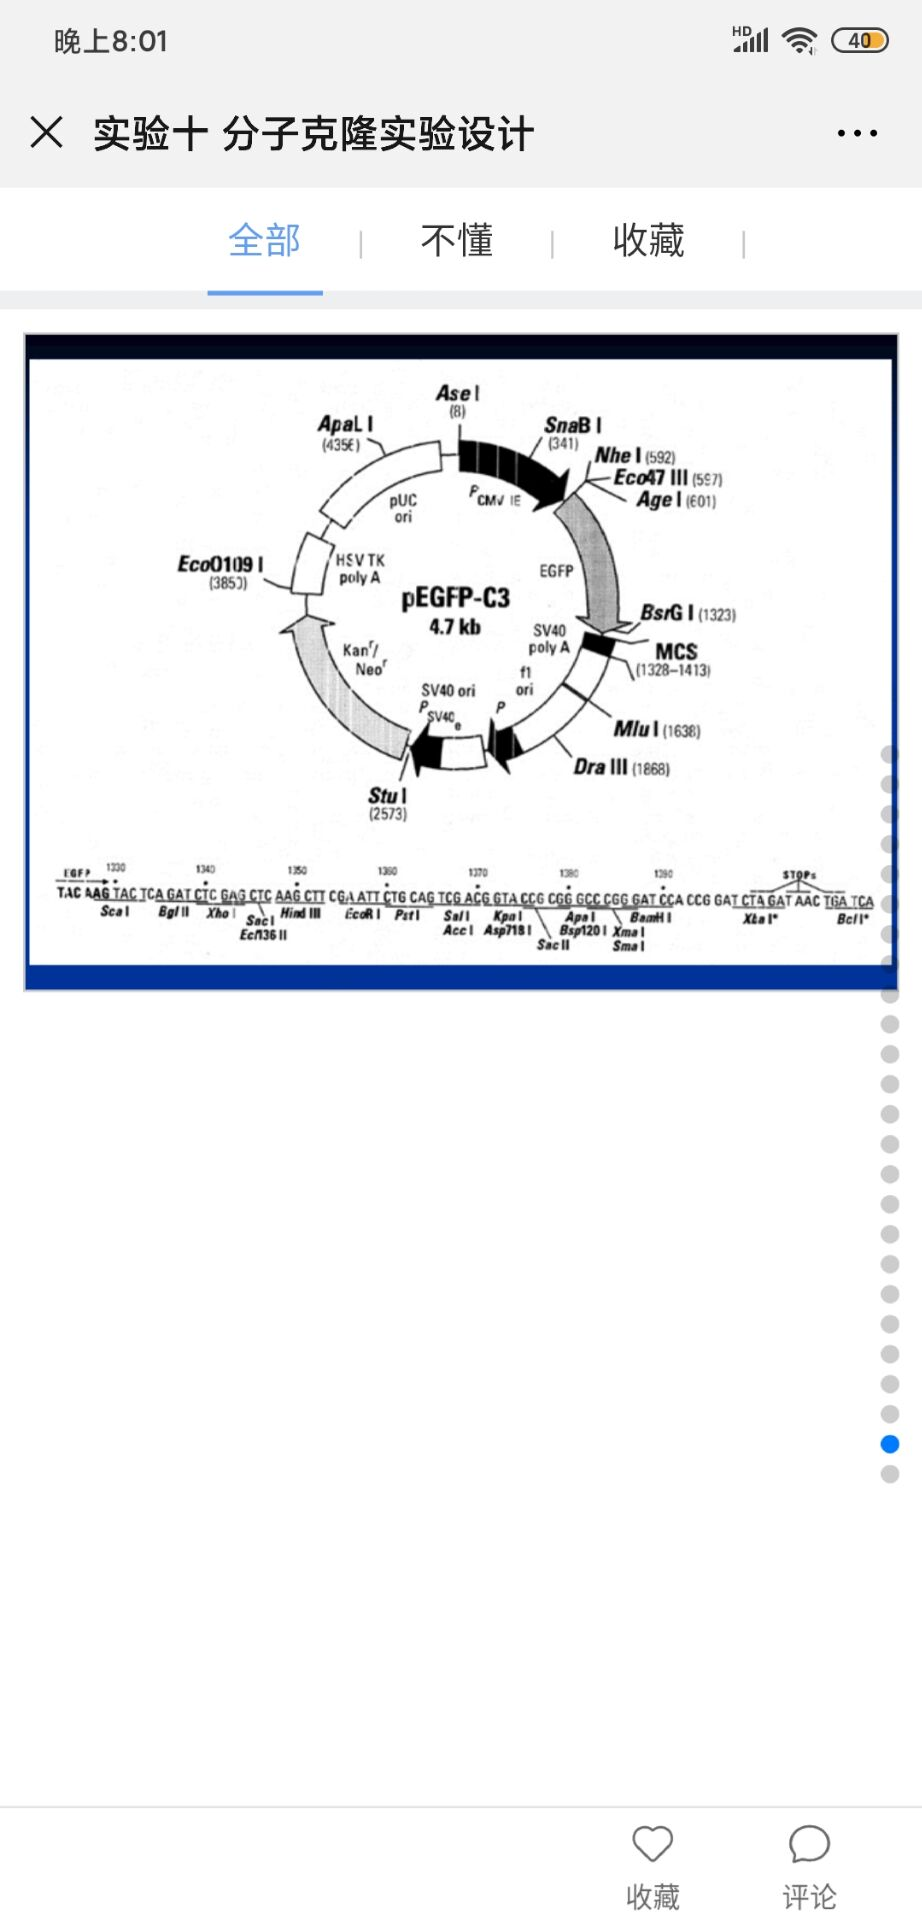 晚上8:01
HD
40
实验十 分子克隆实验设计
全部 | 不懂 | 收藏 |
Ase I
(8)
ApaL I
SnaB I
(341)
Nhe I (592)
Eco47 III (597)
Age I (601)
pUC
ori
P CMV IE
EcoO109 I
HSV TK
poly A
EGFP
pEGFP-C3
4.7 kb
BsrG I (1323)
SV40
poly A
MCS
(1328–1413)
Kanʳ/
Neoʳ
f1
ori
SV40 ori
P SV40e
P
Mlu I (1638)
Dra III (1868)
Stu I
(2573)
EGFP 1330 1340 1350 1360 1370 1380 1390 STOPs
TAC AAG TAC TCA GAT CTC GAG CTC AAG CTT CGA ATT CTG CAG TCG ACG GTA CCG CGG GCC CGG GAT CCA CCG GAT CTA GAT AAC TGA TCA
Sca I Bgl II Xho I Sac I Hind III EcoR I Pst I Sal I Kpn I Apa I BamH I Xba I* Bcl I*
Ecl136 II Acc I Asp718 I Bsp120 I Xma I
Sac II Sma I
收藏 评论